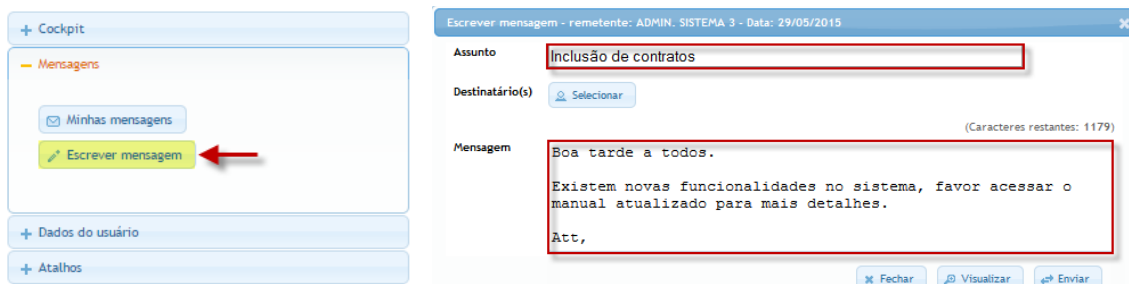 + Cockpit
− Mensagens
Minhas mensagens
Escrever mensagem
+ Dados do usuário
+ Atalhos
Escrever mensagem - remetente: ADMIN. SISTEMA 3 - Data: 29/05/2015
Assunto
Inclusão de contratos
Destinatário(s)
Selecionar
(Caracteres restantes: 1179)
Mensagem
Boa tarde a todos.
Existem novas funcionalidades no sistema, favor acessar o
manual atualizado para mais detalhes.
Att,
Fechar Visualizar Enviar